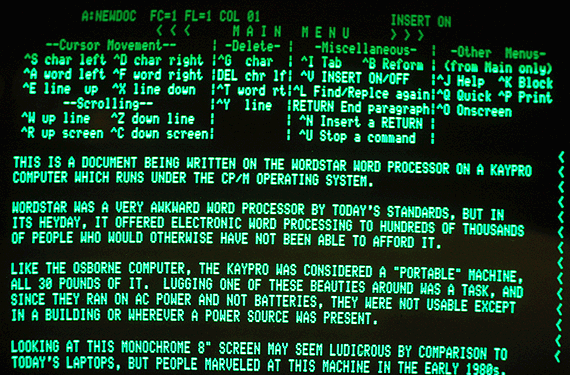 A:NEWDOC FC=1 FL=1 COL 01 INSERT ON
< < < M A I N M E N U > > >
--Cursor Movement-- | -Delete- | -Miscellaneous- | -Other Menus-
^S char left ^D char right |^G char | ^I Tab ^B Reform | (from Main only)
^A word left ^F word right |DEL chr lf| ^V INSERT ON/OFF |^J Help ^K Block
^E line up ^X line down |^T word rt|^L Find/Replce again|^Q Quick ^P Print
--Scrolling-- |^Y line |RETURN End paragraph|^O Onscreen
^W up line ^Z down line | | ^N Insert a RETURN |
^R up screen ^C down screen| | ^U Stop a command |
THIS IS A DOCUMENT BEING WRITTEN ON THE WORDSTAR WORD PROCESSOR ON A KAYPRO <
COMPUTER WHICH RUNS UNDER THE CP/M OPERATING SYSTEM. <
<
WORDSTAR WAS A VERY AWKWARD WORD PROCESSOR BY TODAY'S STANDARDS, BUT IN
ITS HEYDAY, IT OFFERED ELECTRONIC WORD PROCESSING TO HUNDREDS OF THOUSANDS
OF PEOPLE WHO WOULD OTHERWISE HAVE NOT BEEN ABLE TO AFFORD IT. <
<
LIKE THE OSBORNE COMPUTER, THE KAYPRO WAS CONSIDERED A "PORTABLE" MACHINE,
ALL 30 POUNDS OF IT. LUGGING ONE OF THESE BEAUTIES AROUND WAS A TASK, AND
SINCE THEY RAN ON AC POWER AND NOT BATTERIES, THEY WERE NOT USABLE EXCEPT
IN A BUILDING OR WHEREVER A POWER SOURCE WAS PRESENT. <
<
LOOKING AT THIS MONOCHROME 8" SCREEN MAY SEEM LUDICROUS BY COMPARISON TO
TODAY'S LAPTOPS, BUT PEOPLE MARVELED AT THIS MACHINE IN THE EARLY 1980s.